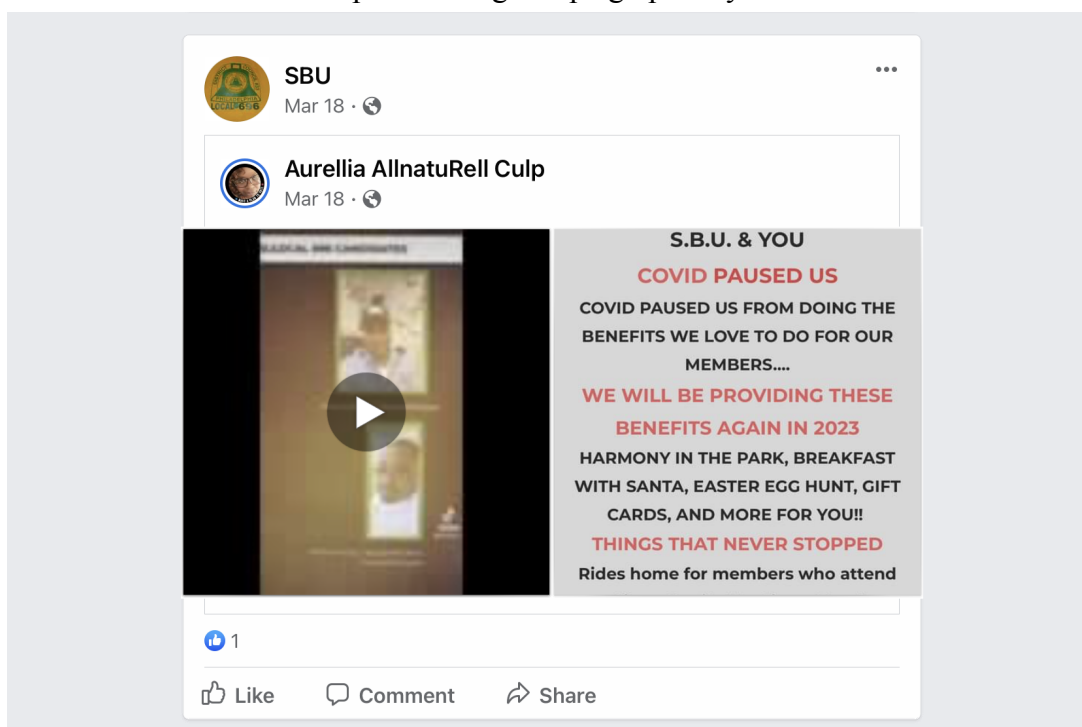 SBU
Mar 18 ·
Aurellia AllnatuRell Culp
Mar 18 ·
LOCAL 696 CANDIDATES
S.B.U. & YOU
COVID PAUSED US
COVID PAUSED US FROM DOING THE
BENEFITS WE LOVE TO DO FOR OUR
MEMBERS....
WE WILL BE PROVIDING THESE
BENEFITS AGAIN IN 2023
HARMONY IN THE PARK, BREAKFAST
WITH SANTA, EASTER EGG HUNT, GIFT
CARDS, AND MORE FOR YOU!!
THINGS THAT NEVER STOPPED
Rides home for members who attend
1
Like
Comment
Share